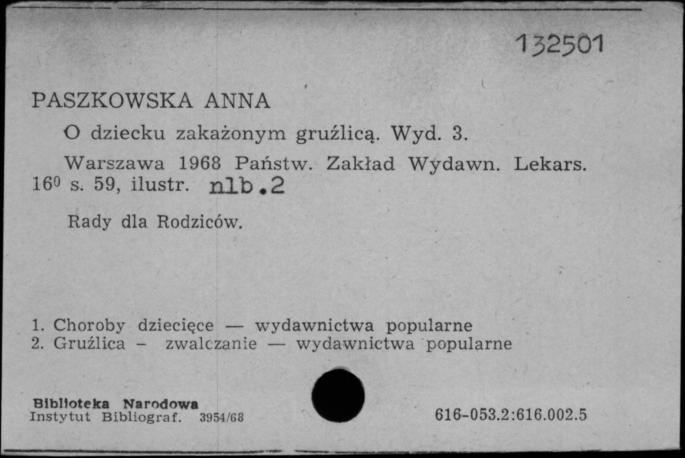 132501
PASZKOWSKA ANNA
O dziecku zakażonym gruźlicą. Wyd. 3.
Warszawa 1968 Państw. Zakład Wydawn. Lekars.
16⁰ s. 59, ilustr. nlb.2
Rady dla Rodziców.
1. Choroby dziecięce — wydawnictwa popularne
2. Gruźlica – zwalczanie — wydawnictwa popularne
Biblioteka Narodowa
Instytut Bibliograf. 3954/68
616-053.2:616.002.5